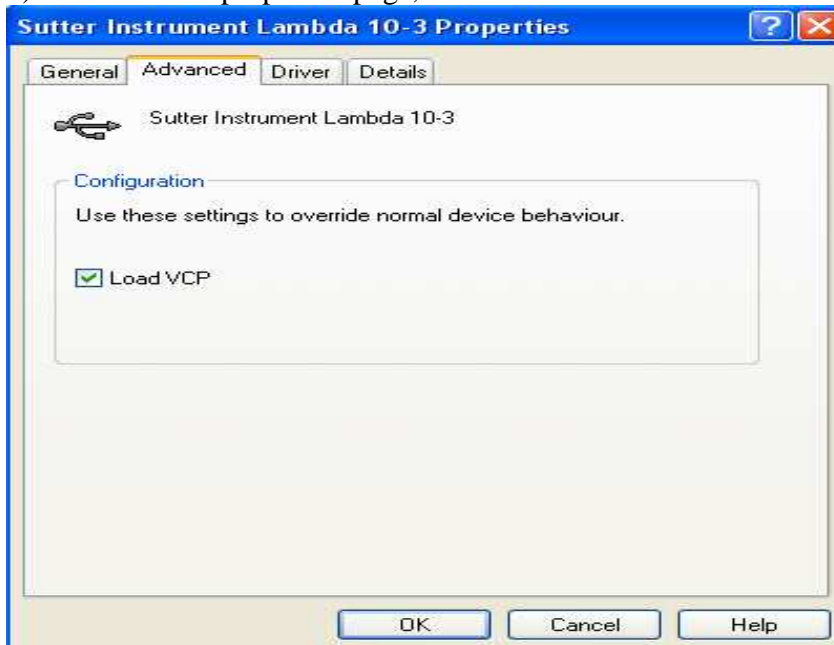 Sutter Instrument Lambda 10-3 Properties
General Advanced Driver Details
Sutter Instrument Lambda 10-3
Configuration
Use these settings to override normal device behaviour.
Load VCP
OK Cancel Help